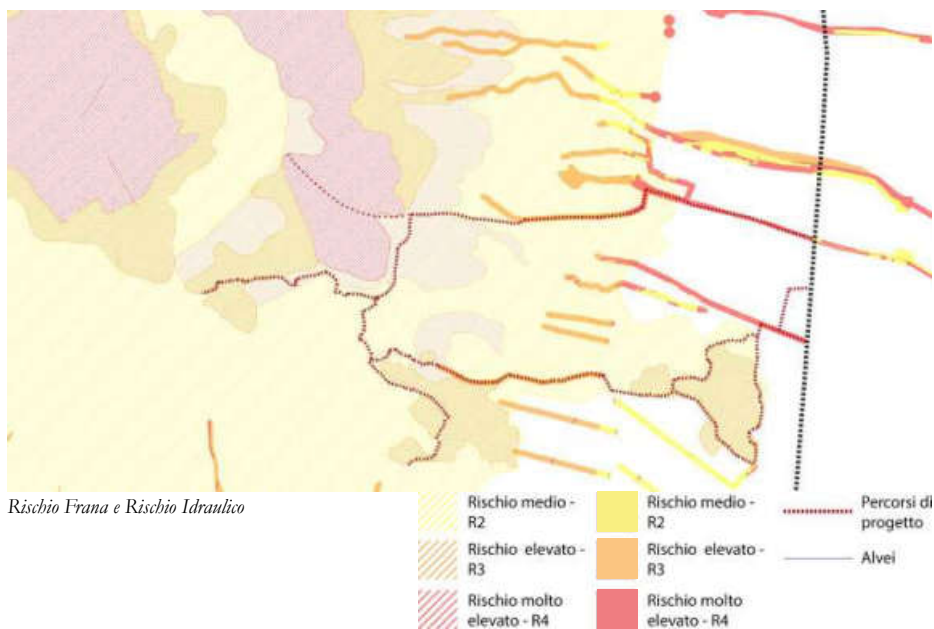 Rischio Frana e Rischio Idraulico
Rischio medio -
R2
Rischio elevato -
R3
Rischio molto
elevato - R4
Rischio medio -
R2
Rischio elevato -
R3
Rischio molto
elevato - R4
Percorsi di
progetto
Alvei